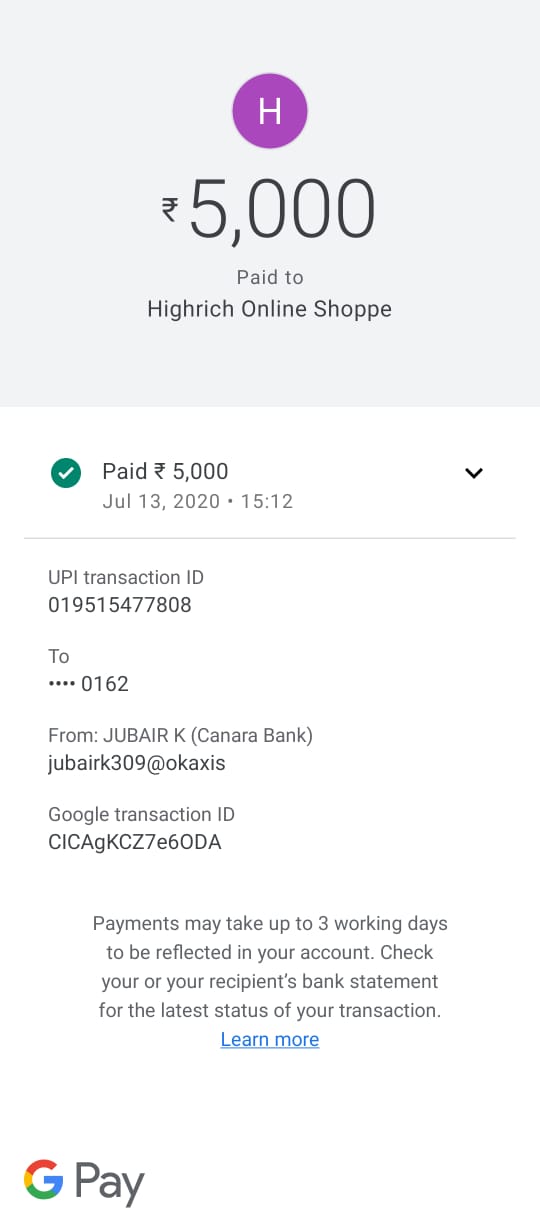 H
₹5,000
Paid to
Highrich Online Shoppe
Paid ₹ 5,000
Jul 13, 2020 • 15:12
UPI transaction ID
019515477808
To
•••• 0162
From: JUBAIR K (Canara Bank)
jubairk309@okaxis
Google transaction ID
CICAgKCZ7e6ODA
Payments may take up to 3 working days
to be reflected in your account. Check
your or your recipient’s bank statement
for the latest status of your transaction.
Learn more
G Pay